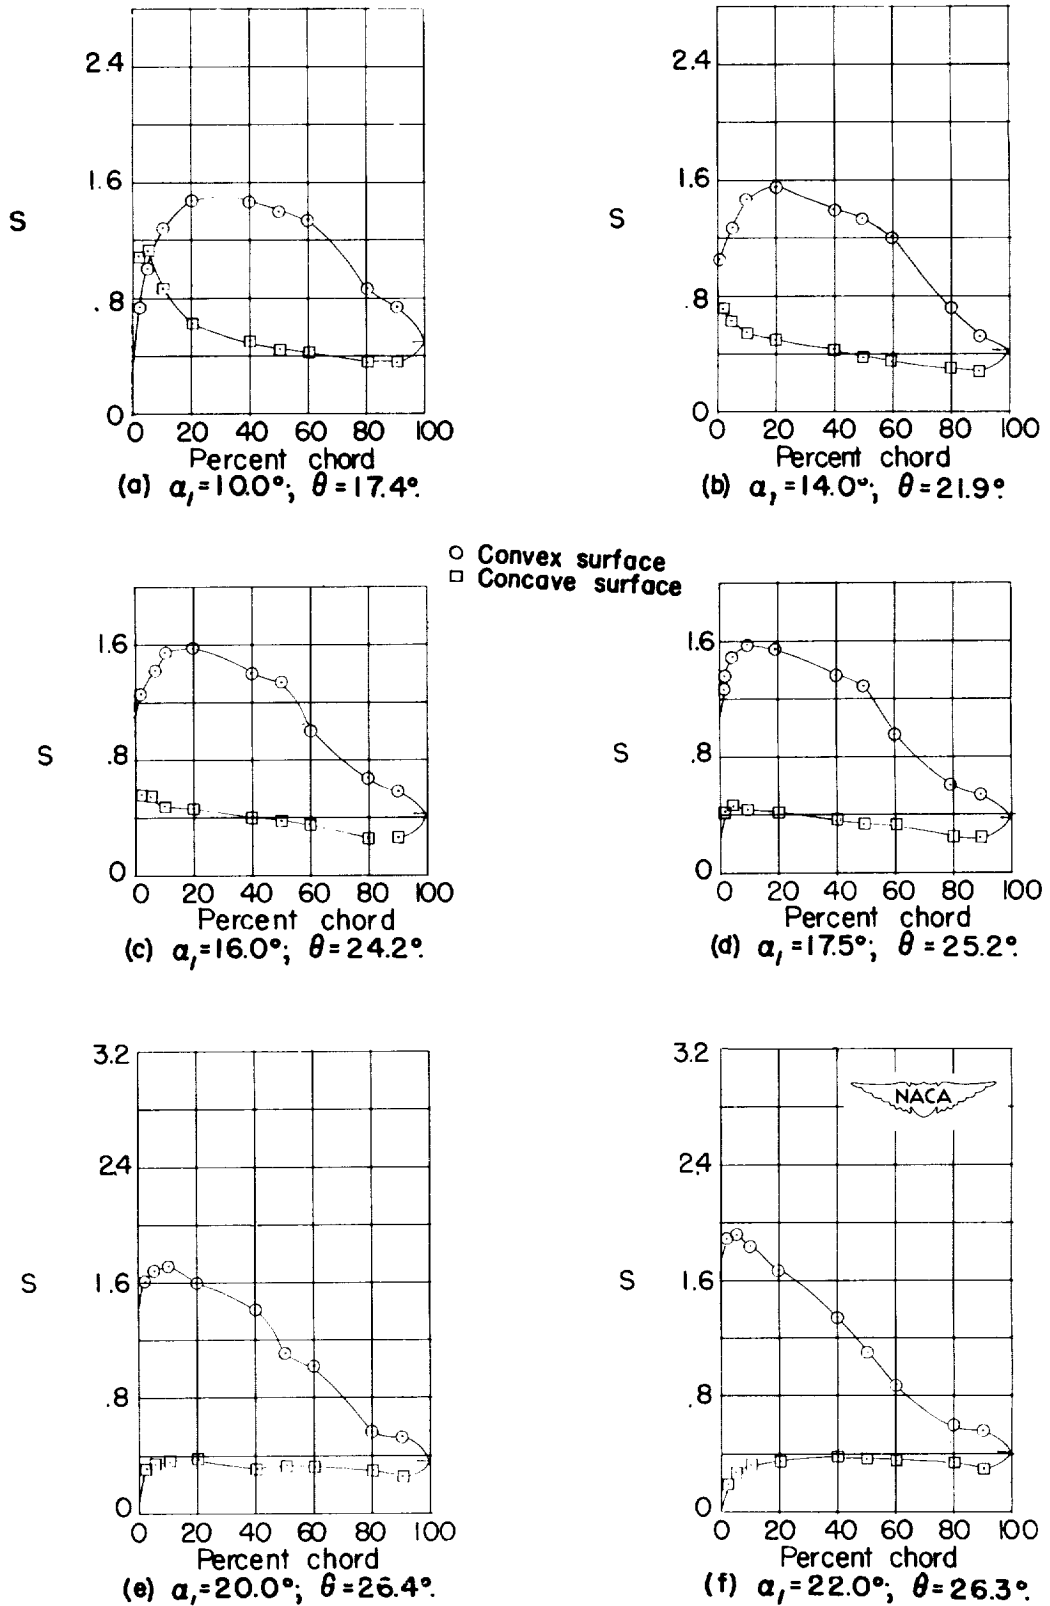 2.4
1.6
S
.8
0
0 20 40 60 80 100
Percent chord
(a) α₁=10.0°; θ=17.4°.
2.4
1.6
S
.8
0
0 20 40 60 80 100
Percent chord
(b) α₁=14.0°; θ=21.9°.
Convex surface
Concave surface
1.6
S
.8
0
0 20 40 60 80 100
Percent chord
(c) α₁=16.0°; θ=24.2°.
1.6
S
.8
0
0 20 40 60 80 100
Percent chord
(d) α₁=17.5°; θ=25.2°.
3.2
2.4
1.6
S
.8
0
0 20 40 60 80 100
Percent chord
(e) α₁=20.0°; θ=26.4°.
3.2
NACA
2.4
1.6
S
.8
0
0 20 40 60 80 100
Percent chord
(f) α₁=22.0°; θ=26.3°.